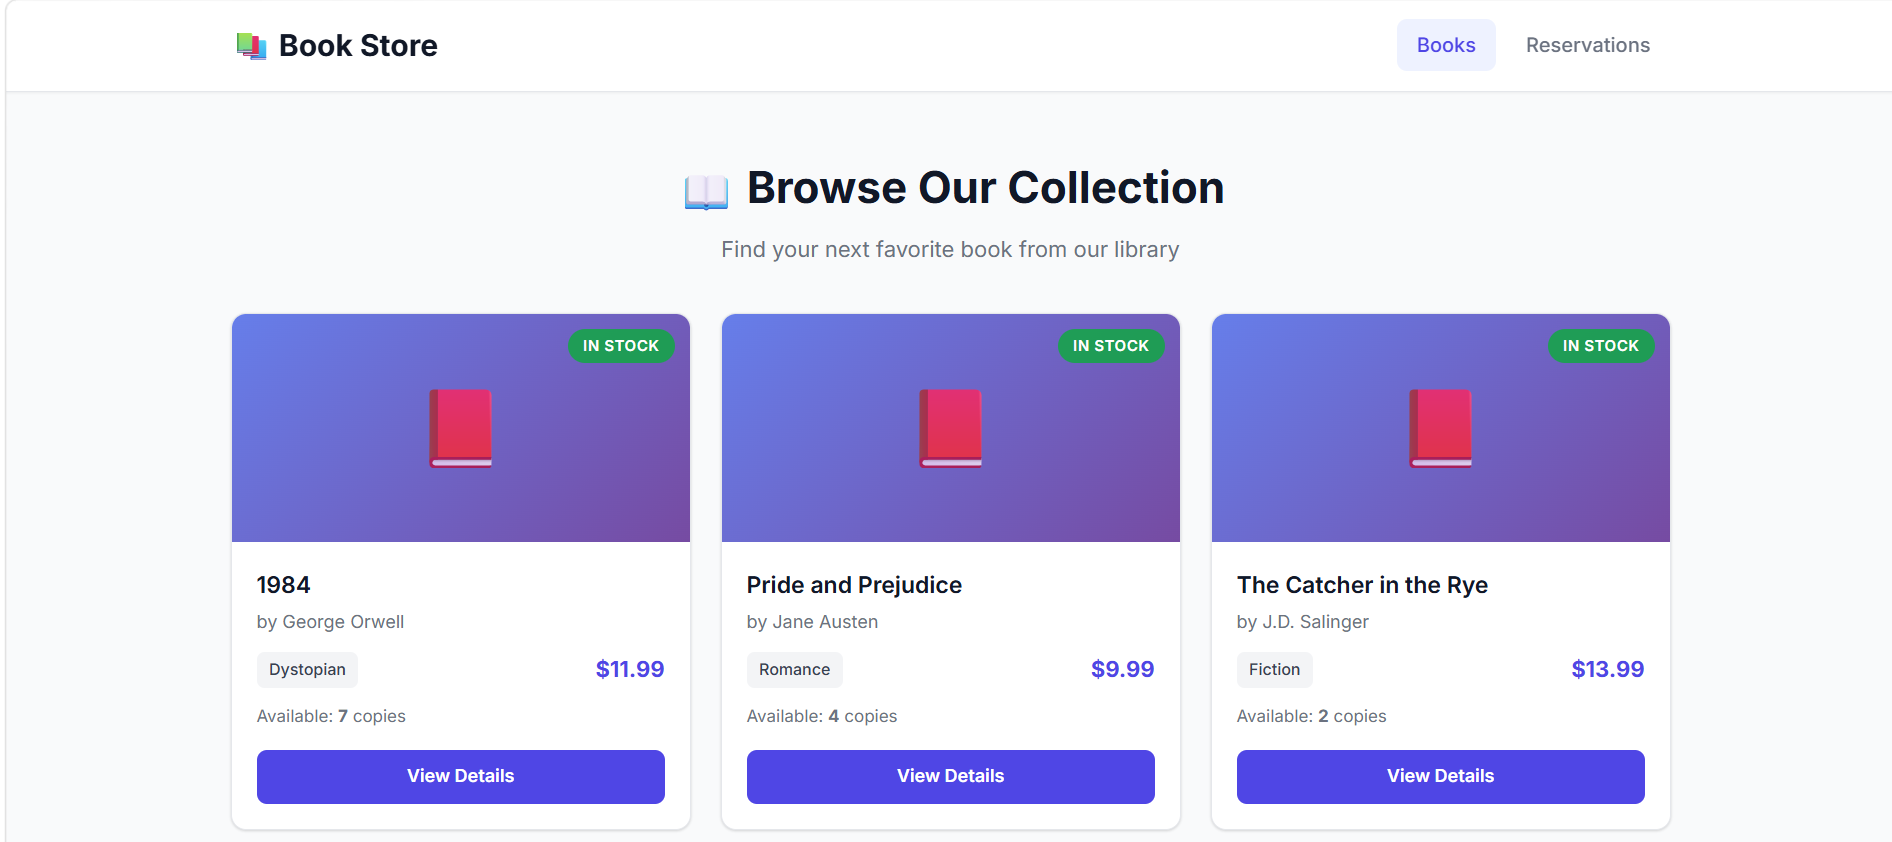 Book Store
Books
Reservations
Browse Our Collection
Find your next favorite book from our library
IN STOCK
1984
by George Orwell
Dystopian
$11.99
Available: 7 copies
View Details
IN STOCK
Pride and Prejudice
by Jane Austen
Romance
$9.99
Available: 4 copies
View Details
IN STOCK
The Catcher in the Rye
by J.D. Salinger
Fiction
$13.99
Available: 2 copies
View Details